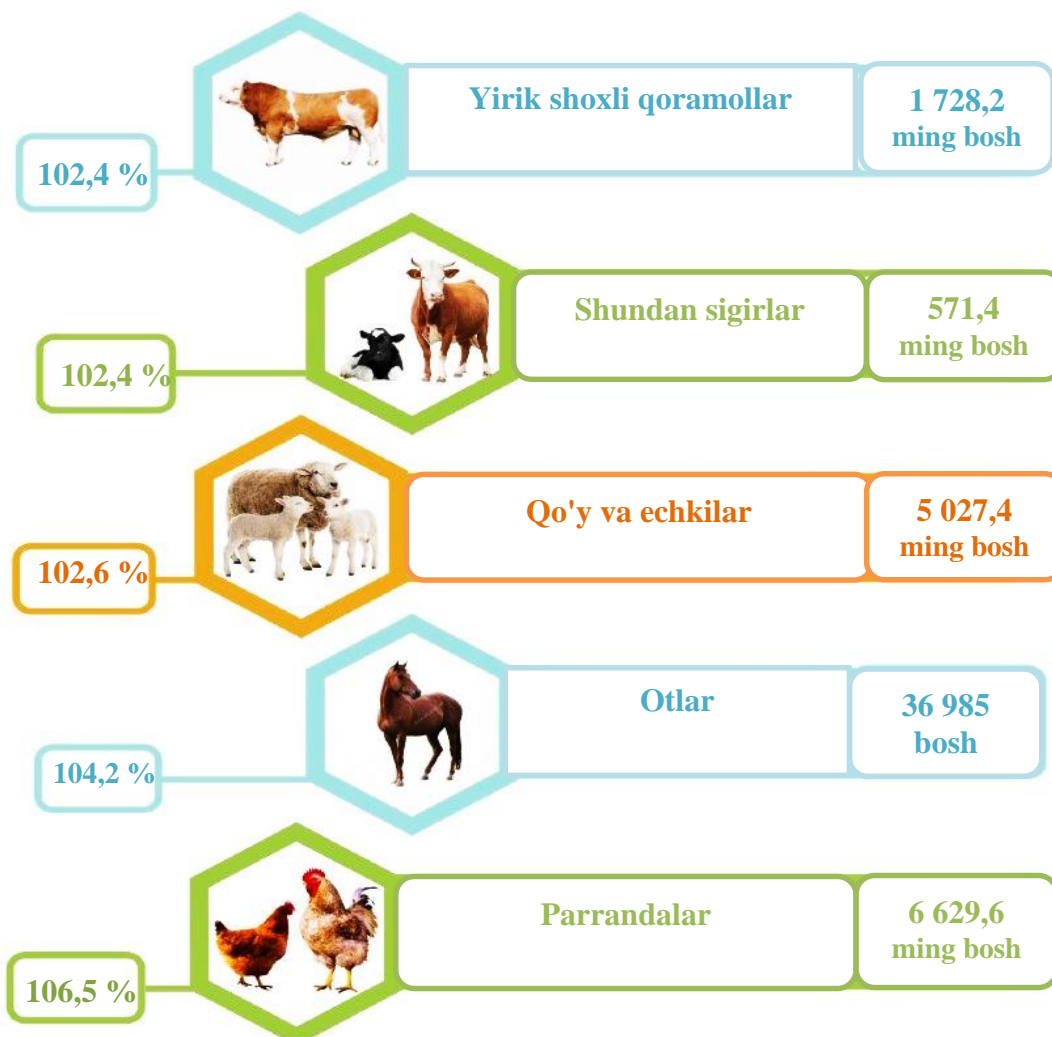 Yirik shoxli qoramollar
1 728,2
ming bosh
102,4 %
Shundan sigirlar
571,4
ming bosh
102,4 %
Qo'y va echkilar
5 027,4
ming bosh
102,6 %
Otlar
36 985
bosh
104,2 %
Parrandalar
6 629,6
ming bosh
106,5 %